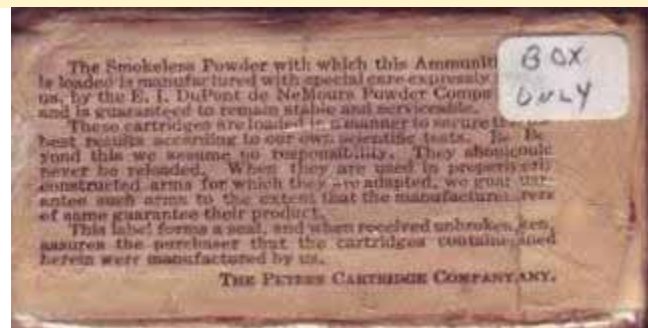 The Smokeless Powder with which this Ammuniti
is loaded is manufactured with special care expressly
us, by the E. I. DuPont de NeMours Powder Compa
and is guaranteed to remain stable and serviceable.
These cartridges are loaded in a manner to secure the
best results according to our own scientific tests. Be
yond this we assume no responsibility. They should
never be reloaded. When they are used in properly
constructed arms for which they are adapted, we guar
antee such arms to the extent that the manufacturers
of same guarantee their product.
This label forms a seal, and when received unbroken,
assures the purchaser that the cartridges contained
herein were manufactured by us.
THE PETERS CARTRIDGE COMPANY.
BOX
ONLY